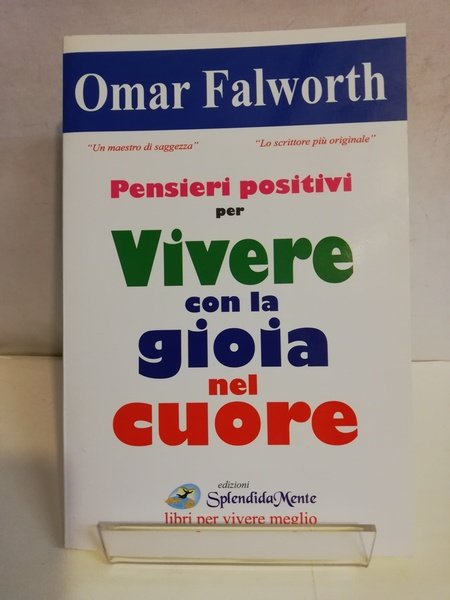 Omar Falworth
"Un maestro di saggezza" "Lo scrittore più originale"
Pensieri positivi
per
Vivere
con la
gioia
nel
cuore
edizioni
SplendidaMente
libri per vivere meglio